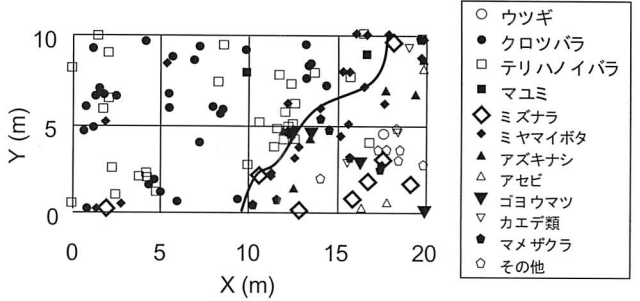 10
5
0
Y (m)
0 5 10 15 20
X (m)
ウツギ
クロツバラ
テリハノイバラ
マユミ
ミズナラ
ミヤマイボタ
アズキナシ
アセビ
ゴヨウマツ
カエデ類
マメザクラ
その他